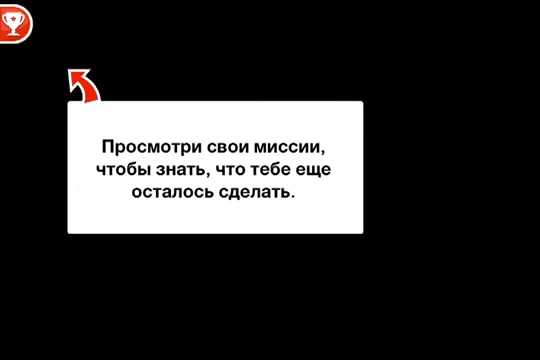 Просмотри свои миссии,
чтобы знать, что тебе еще
осталось сделать.